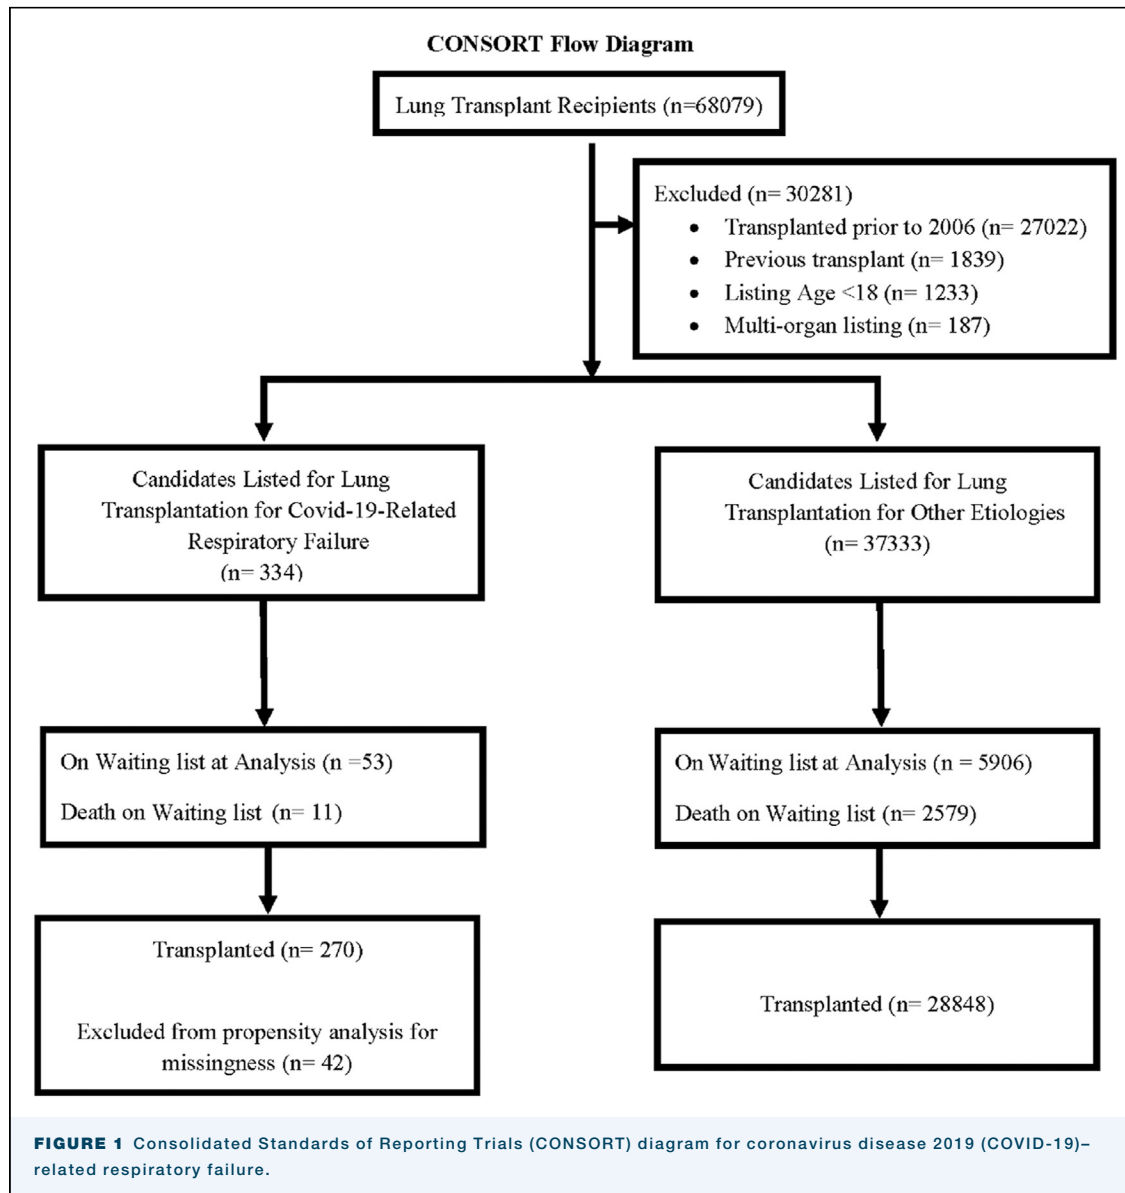 CONSORT Flow Diagram
Lung Transplant Recipients (n=68079)
Excluded (n= 30281)
• Transplanted prior to 2006 (n= 27022)
• Previous transplant (n= 1839)
• Listing Age <18 (n= 1233)
• Multi-organ listing (n= 187)
Candidates Listed for Lung
Transplantation for Covid-19-Related
Respiratory Failure
(n= 334)
Candidates Listed for Lung
Transplantation for Other Etiologies
(n= 37333)
On Waiting list at Analysis (n =53)
Death on Waiting list (n= 11)
On Waiting list at Analysis (n = 5906)
Death on Waiting list (n= 2579)
Transplanted (n= 270)
Excluded from propensity analysis for
missingness (n= 42)
Transplanted (n= 28848)
FIGURE 1 Consolidated Standards of Reporting Trials (CONSORT) diagram for coronavirus disease 2019 (COVID-19)–
related respiratory failure.